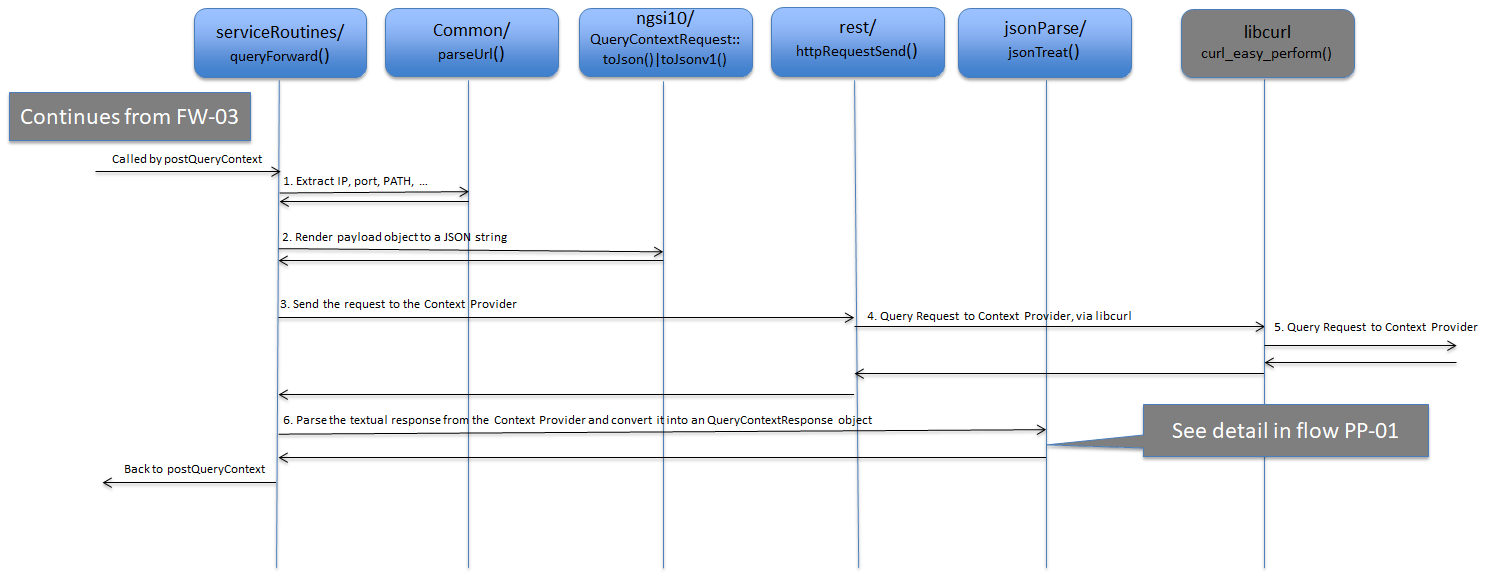 serviceRoutines/
queryForward()
Common/
parseUrl()
ngsi10/
QueryContextRequest::
toJson()|toJsonv1()
rest/
httpRequestSend()
jsonParse/
jsonTreat()
libcurl
curl_easy_perform()
Continues from FW-03
Called by postQueryContext
1. Extract IP, port, PATH, ...
2. Render payload object to a JSON string
3. Send the request to the Context Provider
4. Query Request to Context Provider, via libcurl
5. Query Request to Context Provider
6. Parse the textual response from the Context Provider and convert it into an QueryContextResponse object
See detail in flow PP-01
Back to postQueryContext